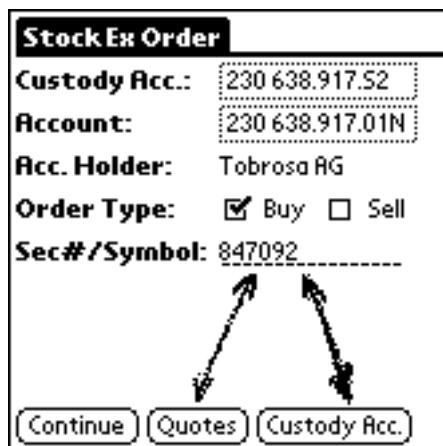 Stock Ex Order
Custody Acc.: 230 638.917.S2
Account: 230 638.917.01N
Acc. Holder: Tobrosa AG
Order Type: Buy Sell
Sec#/Symbol: 847092
Continue Quotes Custody Acc.